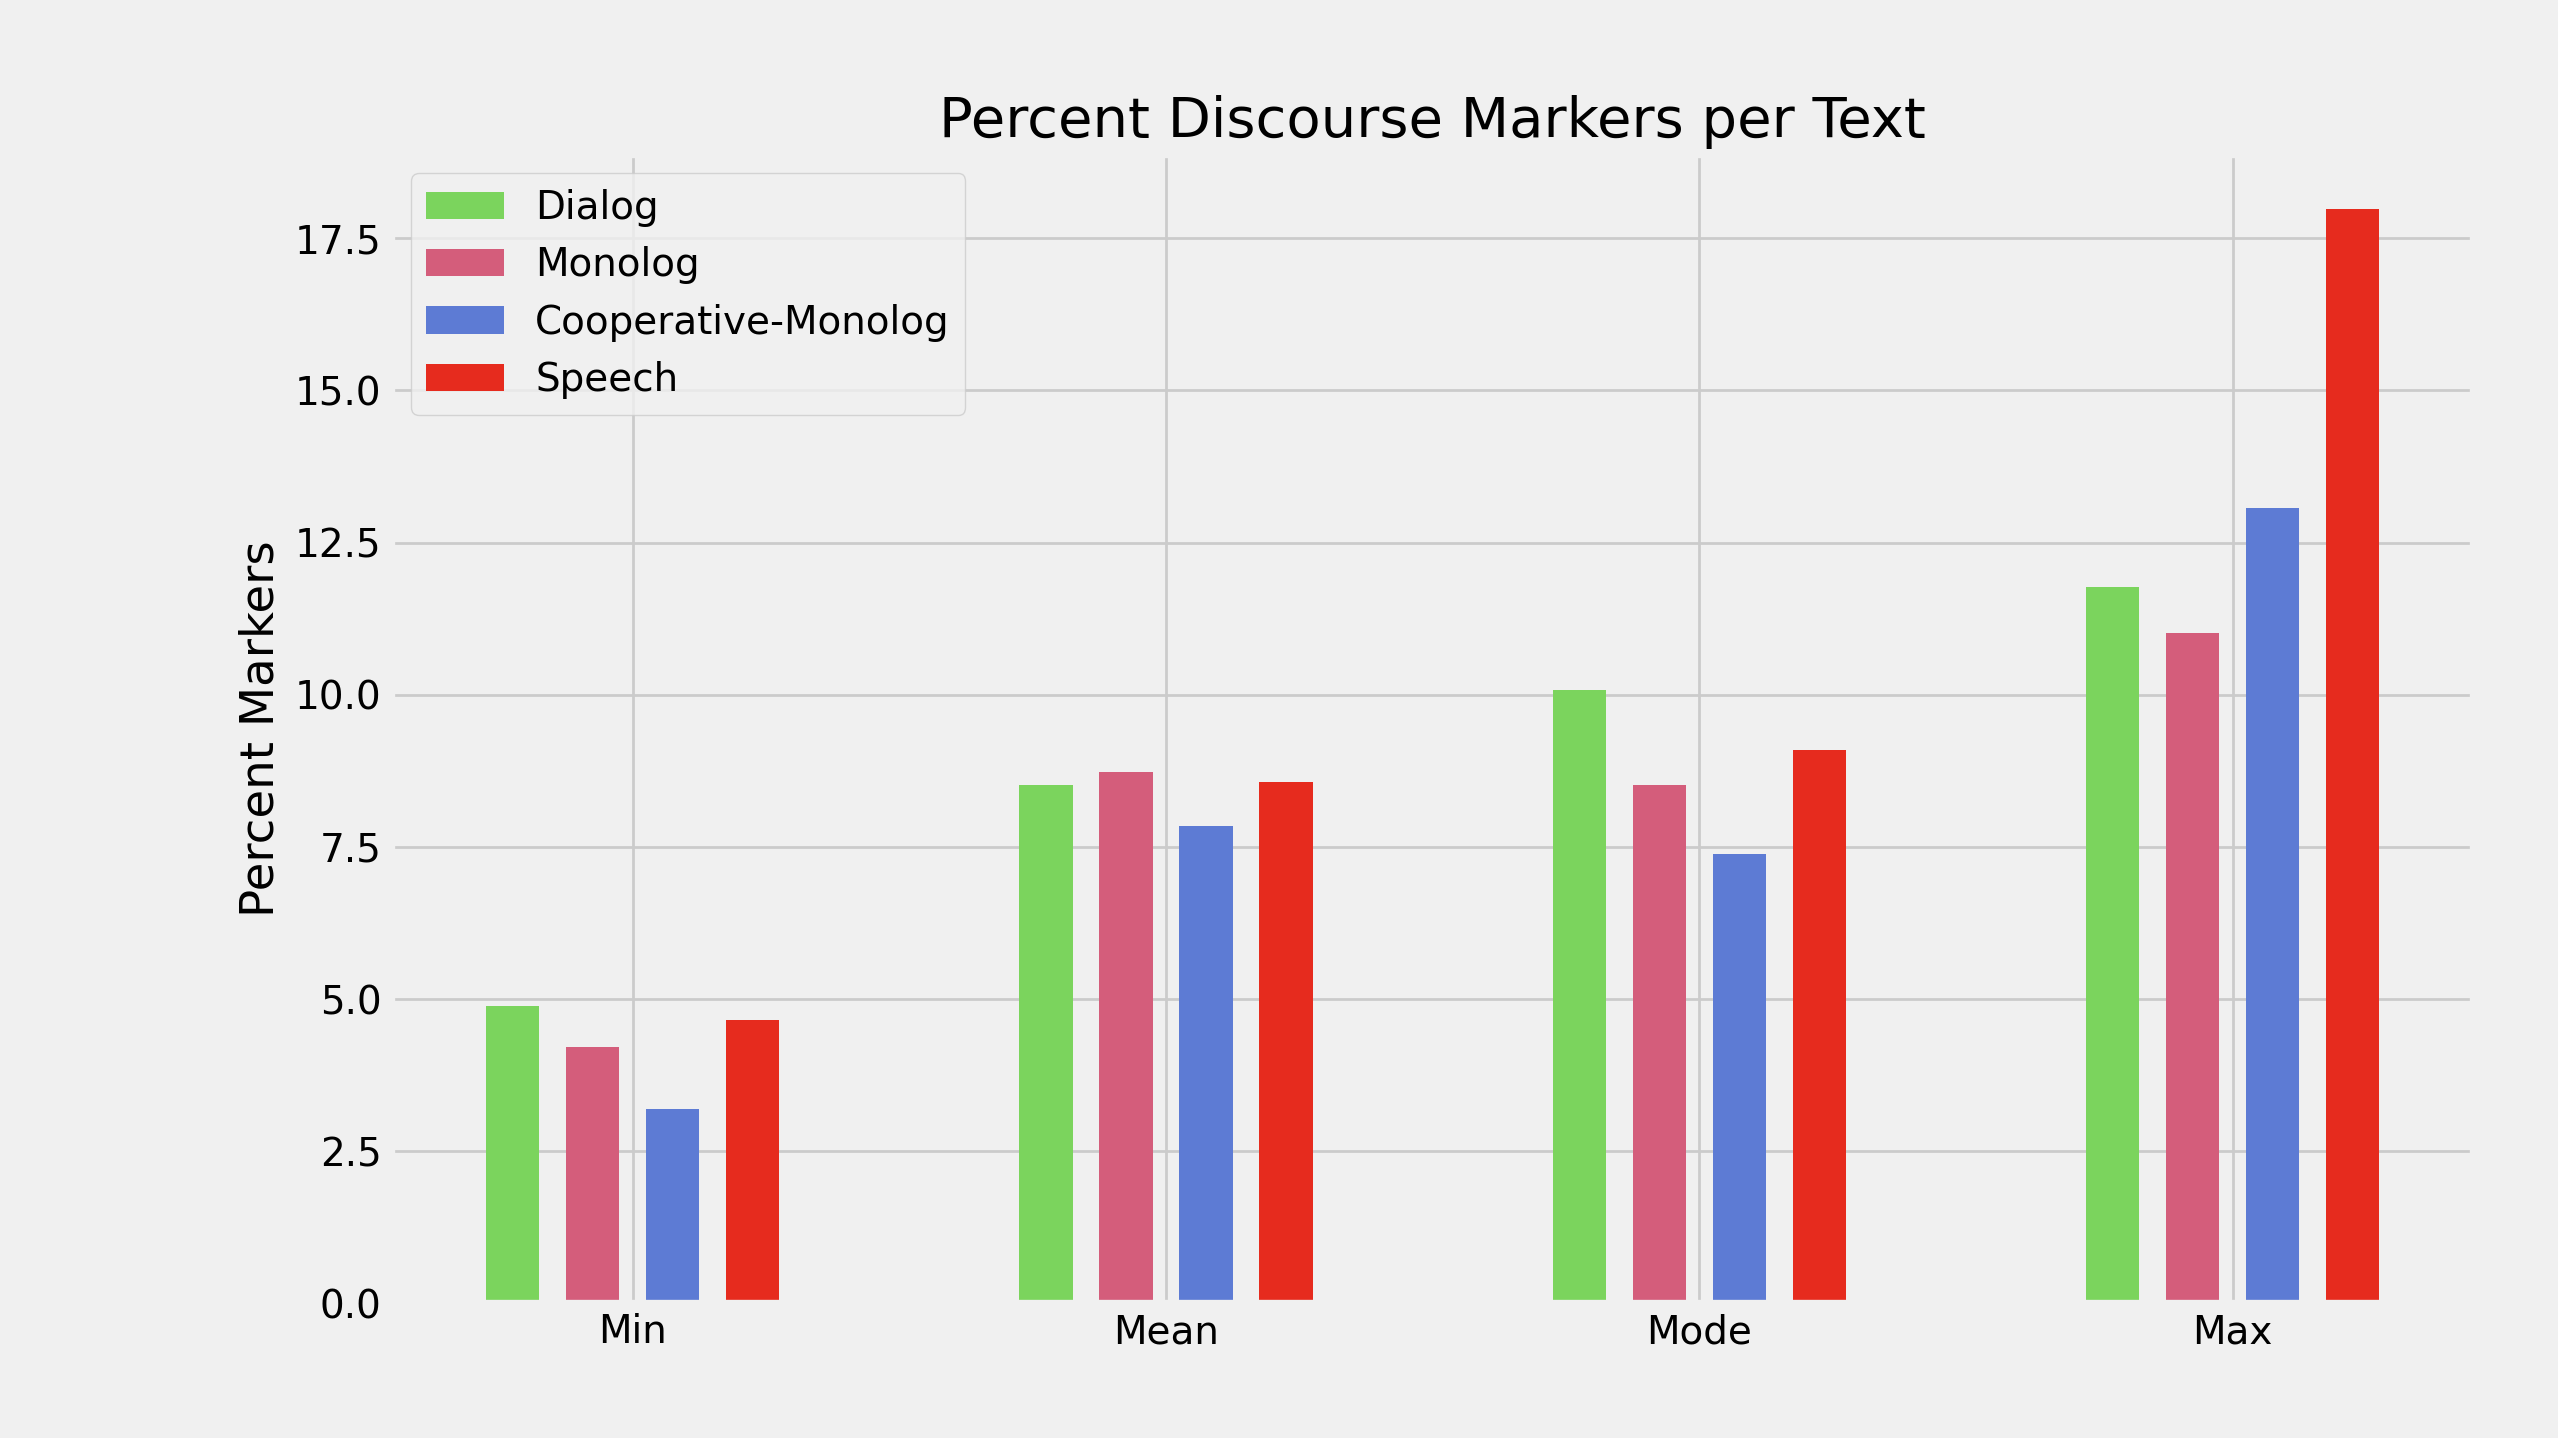 Percent Discourse Markers per Text
Dialog
Monolog
Cooperative-Monolog
Speech
Percent Markers
17.5
15.0
12.5
10.0
7.5
5.0
2.5
0.0
Min
Mean
Mode
Max